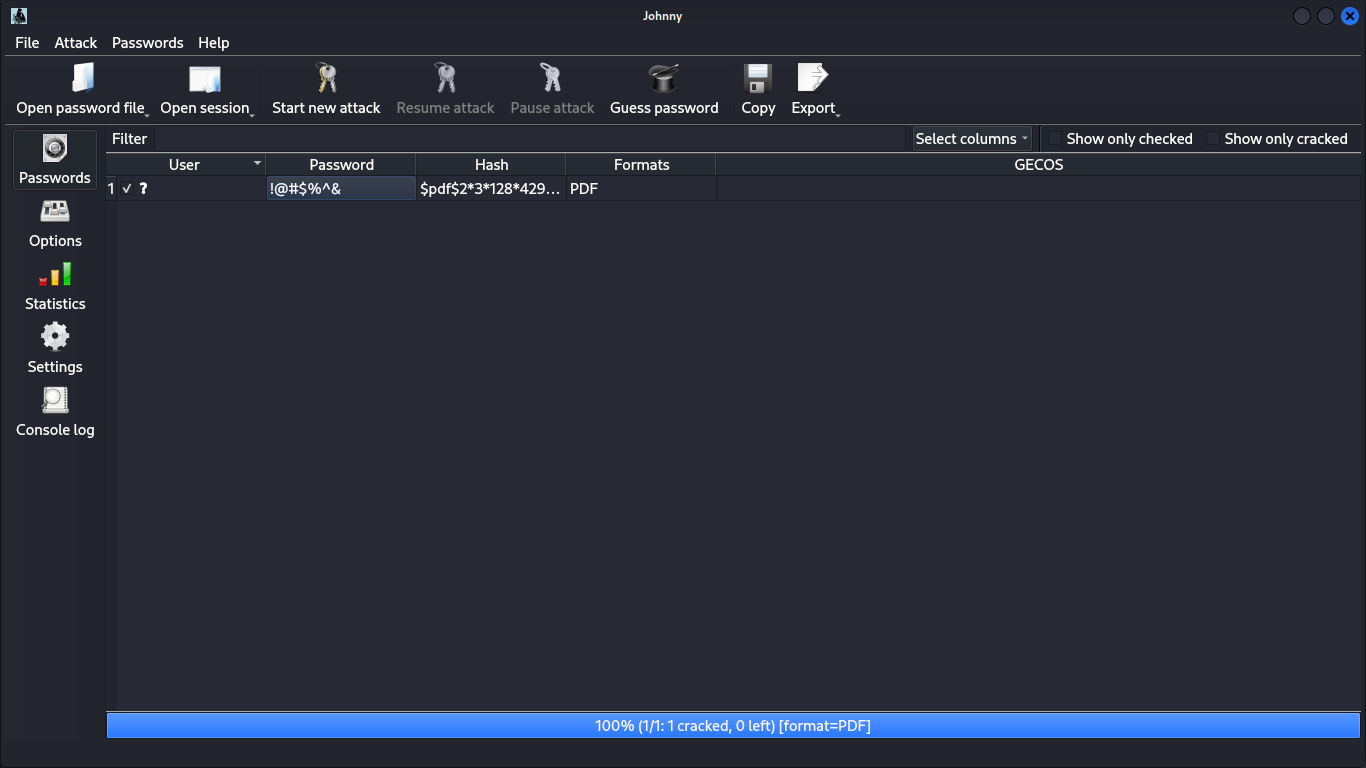 Johnny
File Attack Passwords Help
Open password file Open session Start new attack Resume attack Pause attack Guess password Copy Export
Filter Select columns Show only checked Show only cracked
Passwords
Options
Statistics
Settings
Console log
User Password Hash Formats GECOS
1 ? !@#$%^& $pdf$2*3*128*429... PDF
100% (1/1: 1 cracked, 0 left) [format=PDF]